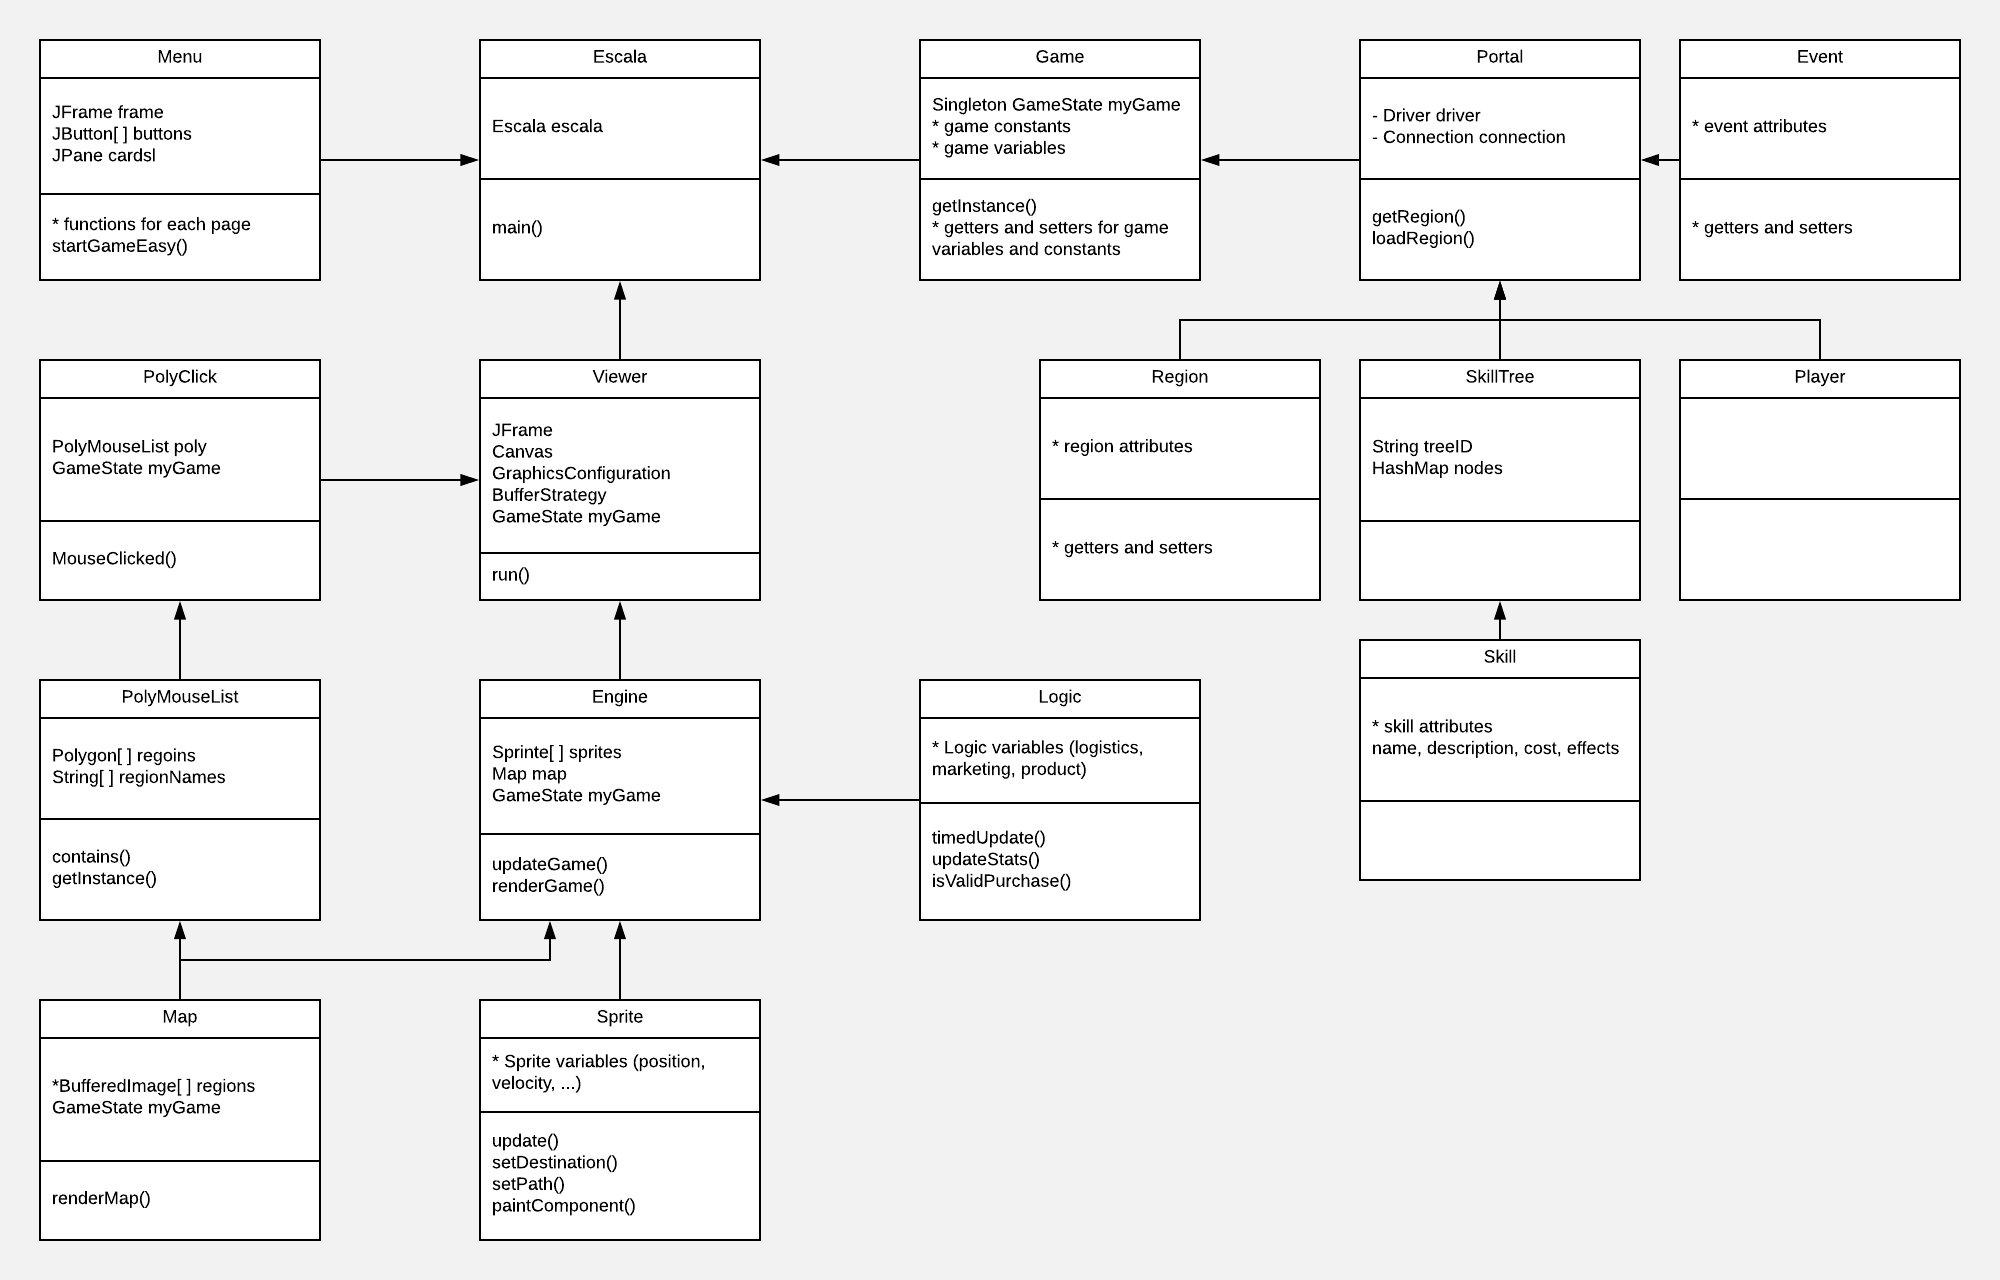 Menu
JFrame frame
JButton[ ] buttons
JPane cardsl
* functions for each page
startGameEasy()
Escala
Escala escala
main()
Game
Singleton GameState myGame
* game constants
* game variables
getInstance()
* getters and setters for game
variables and constants
Portal
- Driver driver
- Connection connection
getRegion()
loadRegion()
Event
* event attributes
* getters and setters
PolyClick
PolyMouseList poly
GameState myGame
MouseClicked()
Viewer
JFrame
Canvas
GraphicsConfiguration
BufferStrategy
GameState myGame
run()
Region
* region attributes
* getters and setters
SkillTree
String treeID
HashMap nodes
Player
Skill
* skill attributes
name, description, cost, effects
PolyMouseList
Polygon[ ] regoins
String[ ] regionNames
contains()
getInstance()
Engine
Sprinte[ ] sprites
Map map
GameState myGame
updateGame()
renderGame()
Logic
* Logic variables (logistics,
marketing, product)
timedUpdate()
updateStats()
isValidPurchase()
Map
*BufferedImage[ ] regions
GameState myGame
renderMap()
Sprite
* Sprite variables (position,
velocity, ...)
update()
setDestination()
setPath()
paintComponent()